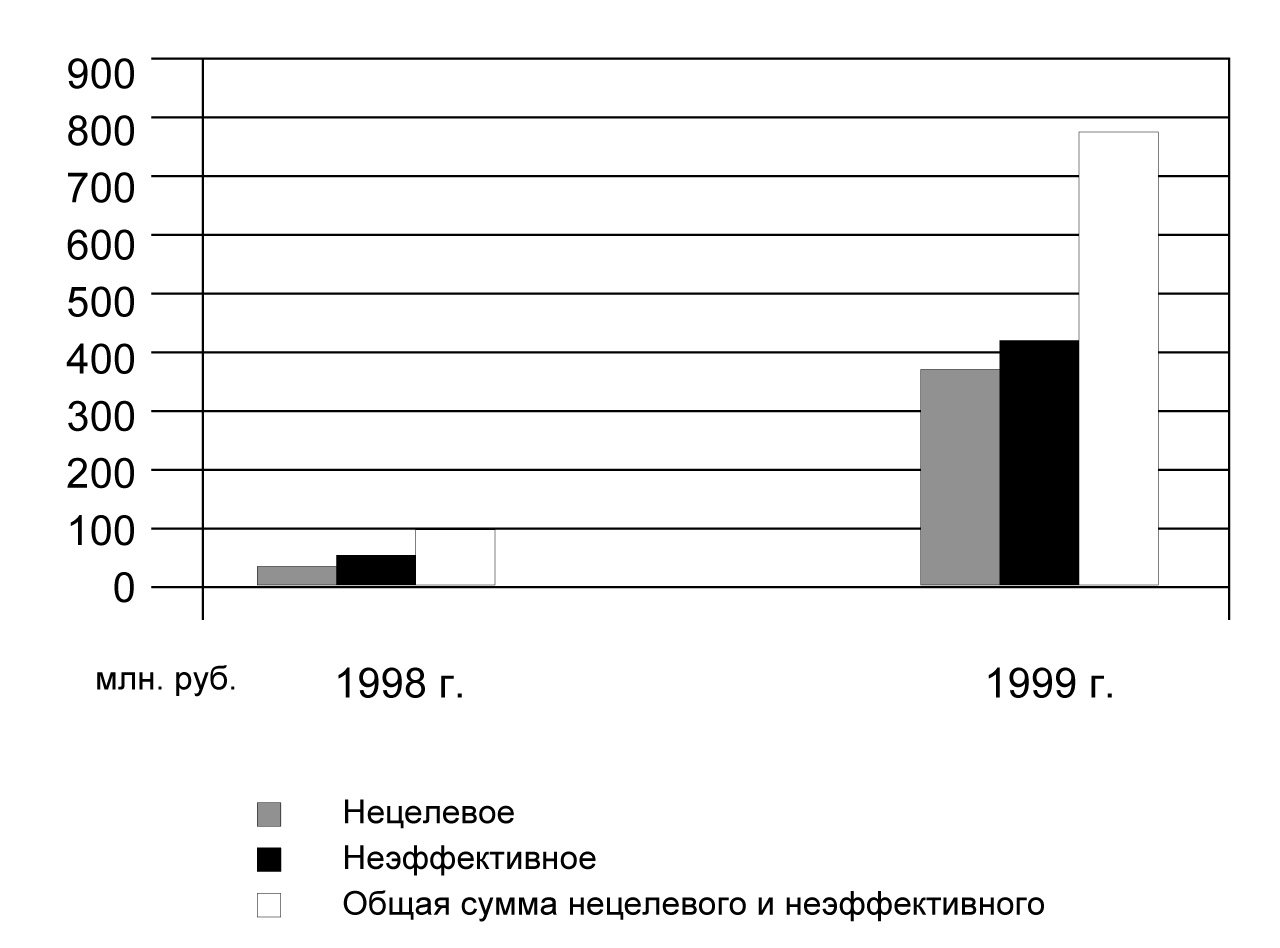 900
800
700
600
500
400
300
200
100
0
млн. руб.
1998 г.
1999 г.
Нецелевое
Неэффективное
Общая сумма нецелевого и неэффективного